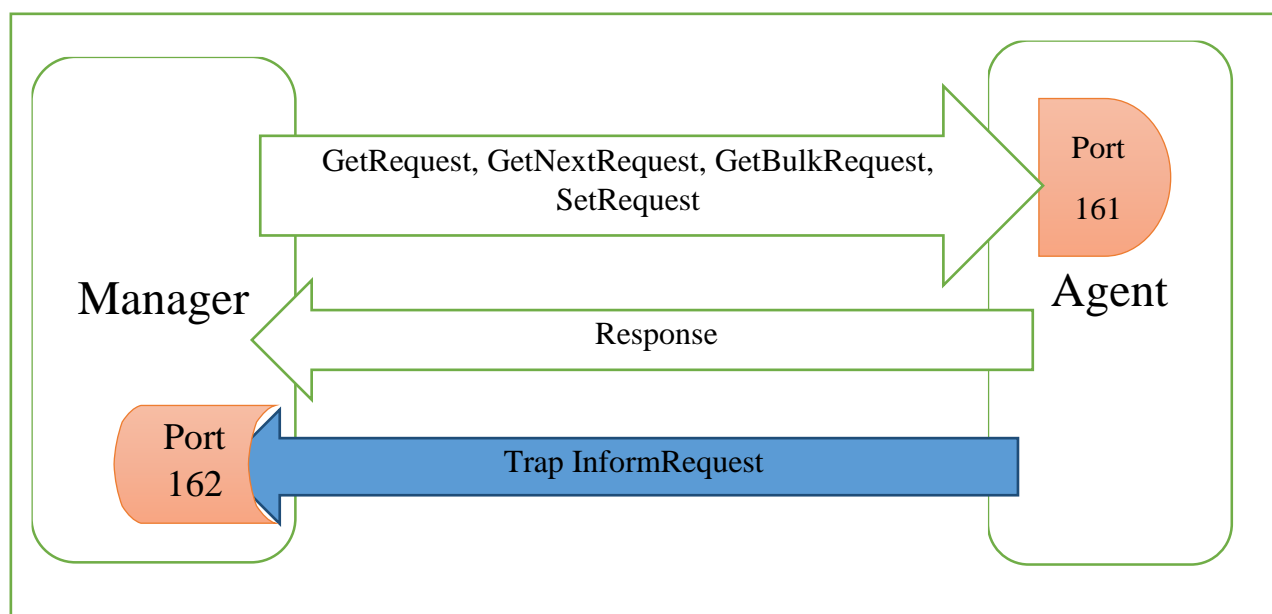 GetRequest, GetNextRequest, GetBulkRequest,
SetRequest
Port
161
Manager
Agent
Response
Port
162
Trap InformRequest